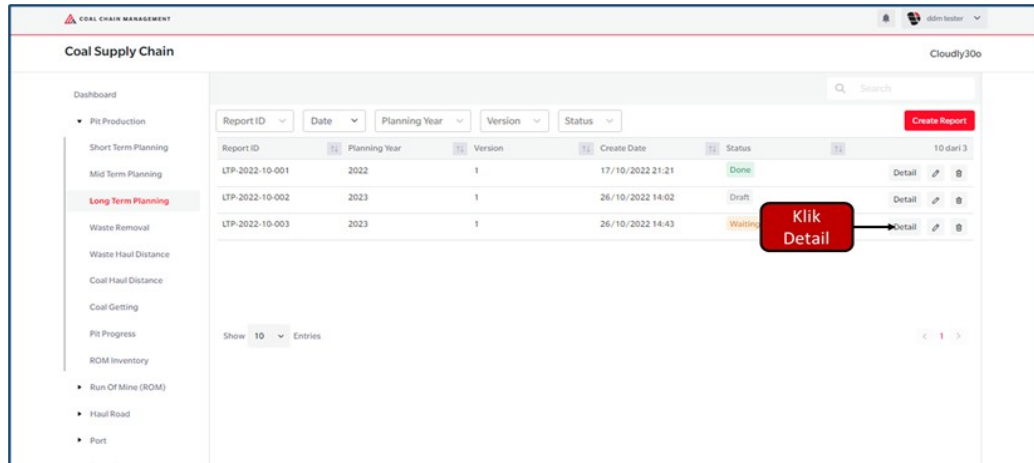 COAL CHAIN MANAGEMENT
ddm tester
Coal Supply Chain
Cloudly30o
Search
Dashboard
Pit Production
Short Term Planning
Mid Term Planning
Long Term Planning
Waste Removal
Waste Haul Distance
Coal Haul Distance
Coal Getting
Pit Progress
ROM Inventory
Run Of Mine (ROM)
Haul Road
Port
Report ID Date Planning Year Version Status Create Report
Report ID Planning Year Version Create Date Status 10 dari 3
LTP-2022-10-001 2022 1 17/10/2022 21:21 Done Detail
LTP-2022-10-002 2023 1 26/10/2022 14:02 Draft Detail
LTP-2022-10-003 2023 1 26/10/2022 14:43 Waiting Detail
Klik
Detail
Show 10 Entries
< 1 >